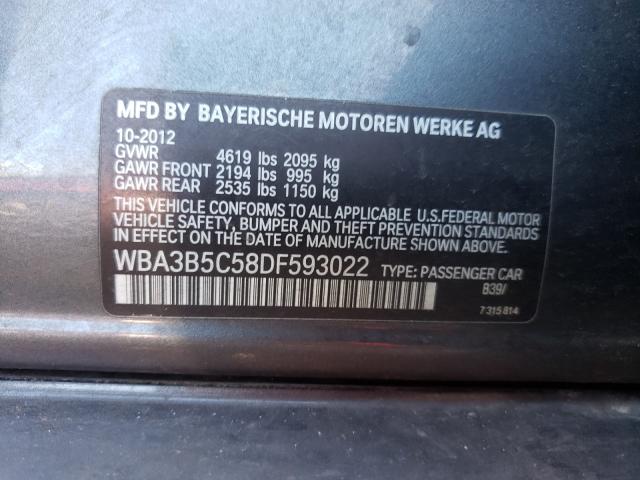 MFD BY BAYERISCHE MOTOREN WERKE AG
10-2012
GVWR 4619 lbs 2095 kg
GAWR FRONT 2194 lbs 995 kg
GAWR REAR 2535 lbs 1150 kg
THIS VEHICLE CONFORMS TO ALL APPLICABLE U.S.FEDERAL MOTOR
VEHICLE SAFETY, BUMPER AND THEFT PREVENTION STANDARDS
IN EFFECT ON THE DATE OF MANUFACTURE SHOWN ABOVE.
WBA3B5C58DF593022 TYPE: PASSENGER CAR
B39/
7 315 814